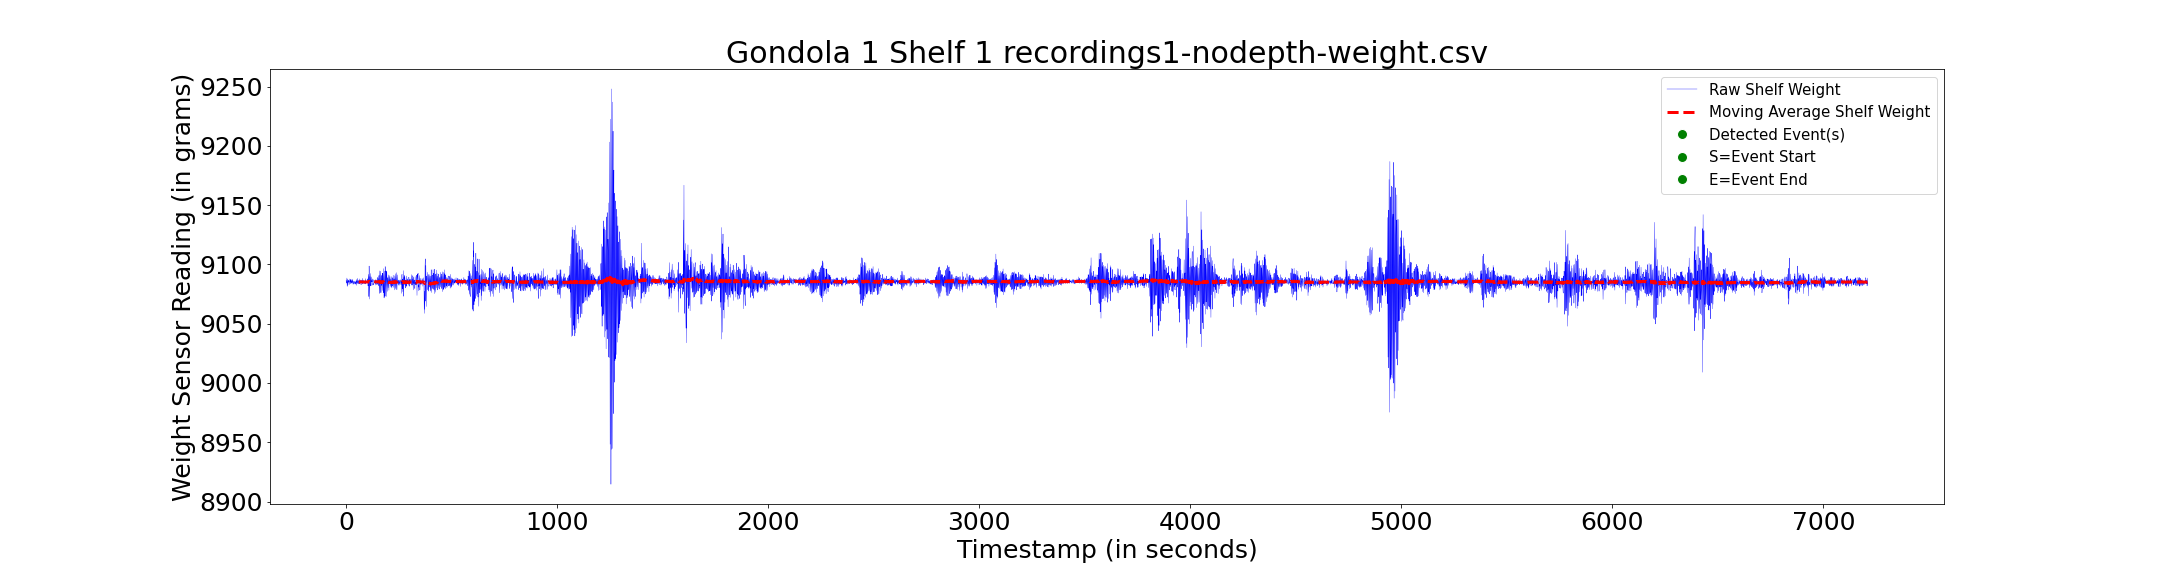 Gondola 1 Shelf 1 recordings1-nodepth-weight.csv
Weight Sensor Reading (in grams)
9250
9200
9150
9100
9050
9000
8950
8900
Raw Shelf Weight
Moving Average Shelf Weight
Detected Event(s)
S=Event Start
E=Event End
0 1000 2000 3000 4000 5000 6000 7000
Timestamp (in seconds)